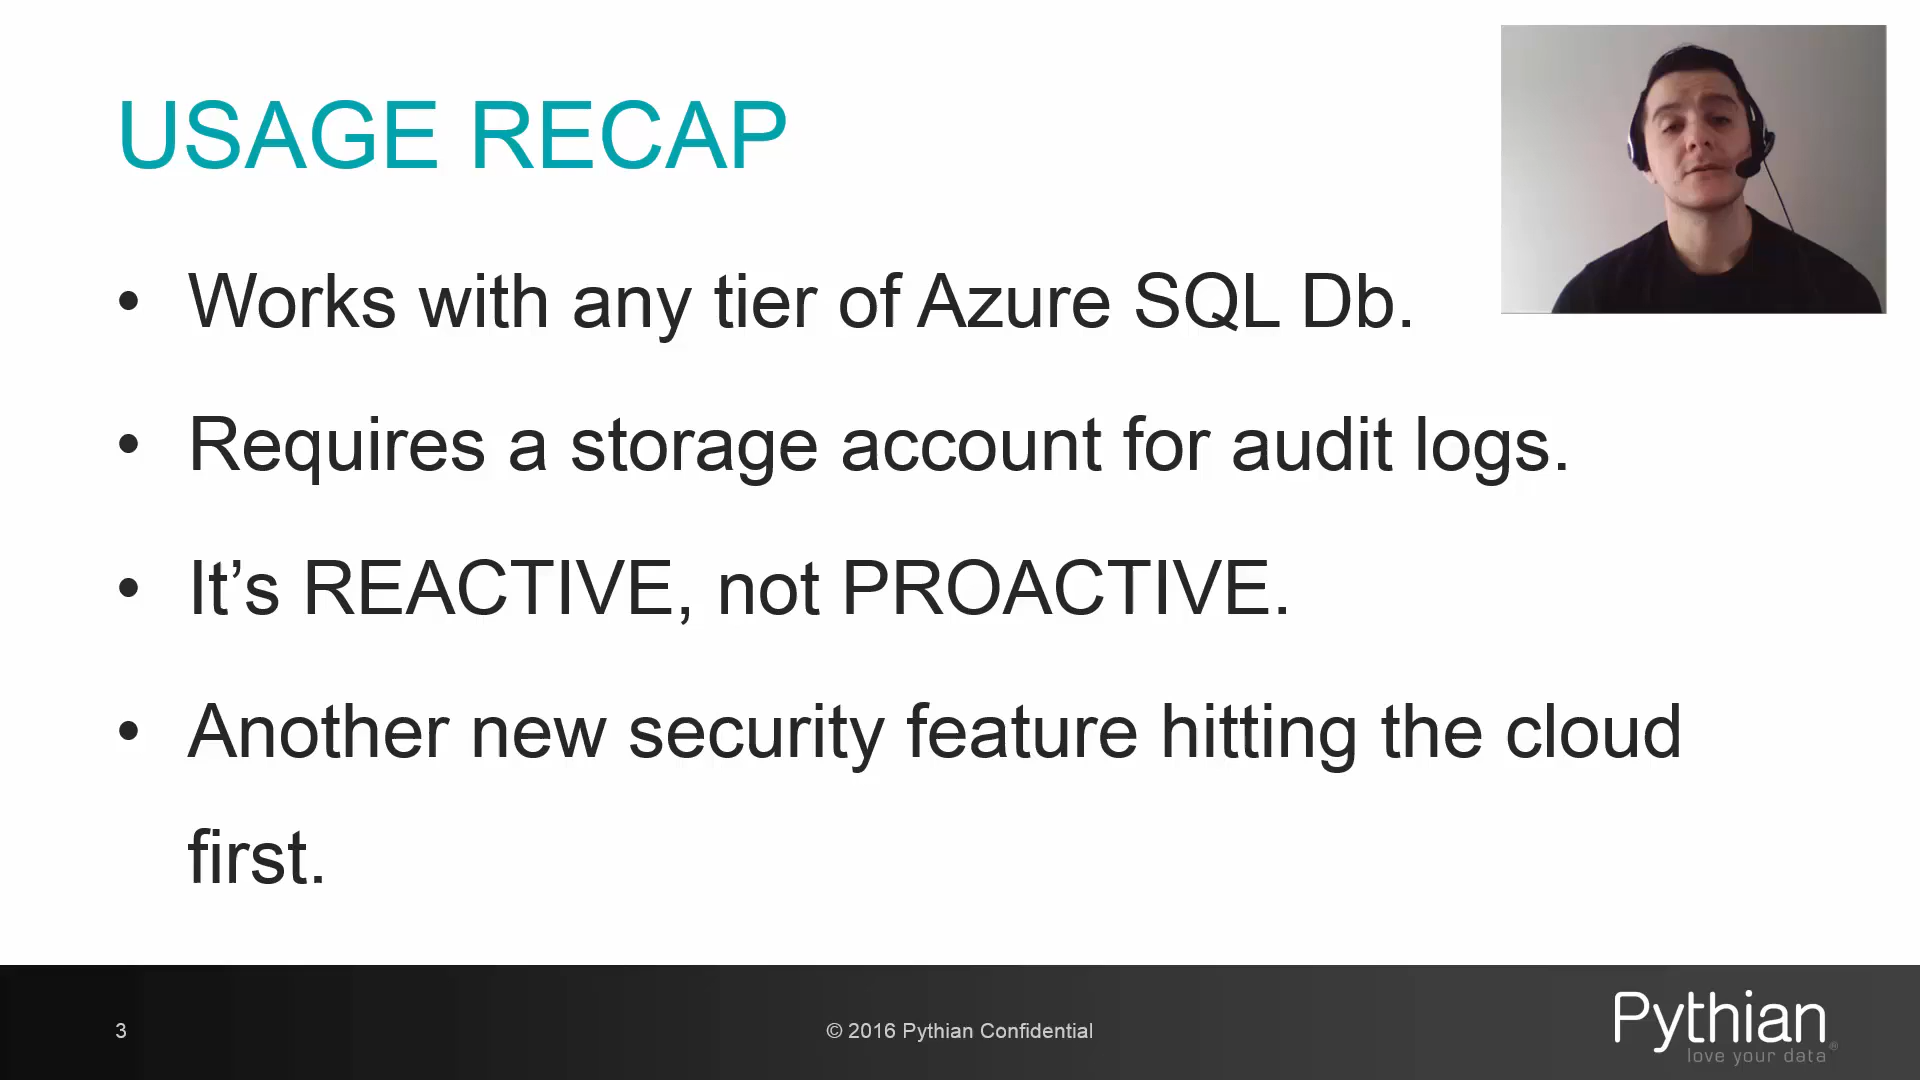 USAGE RECAP
• Works with any tier of Azure SQL Db.
• Requires a storage account for audit logs.
• It’s REACTIVE, not PROACTIVE.
• Another new security feature hitting the cloud
first.
3
© 2016 Pythian Confidential
Pythian
love your data®